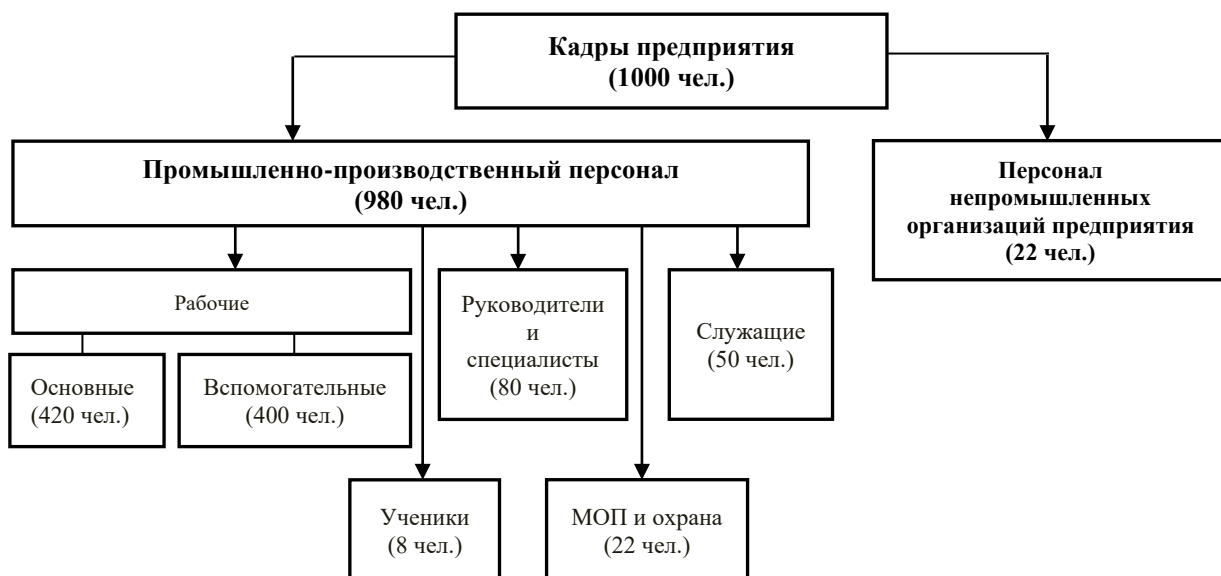 Кадры предприятия
(1000 чел.)
Промышленно-производственный персонал
(980 чел.)
Персонал
непромышленных
организаций предприятия
(22 чел.)
Рабочие
Основные
(420 чел.)
Вспомогательные
(400 чел.)
Руководители
и
специалисты
(80 чел.)
Служащие
(50 чел.)
Ученики
(8 чел.)
МОП и охрана
(22 чел.)